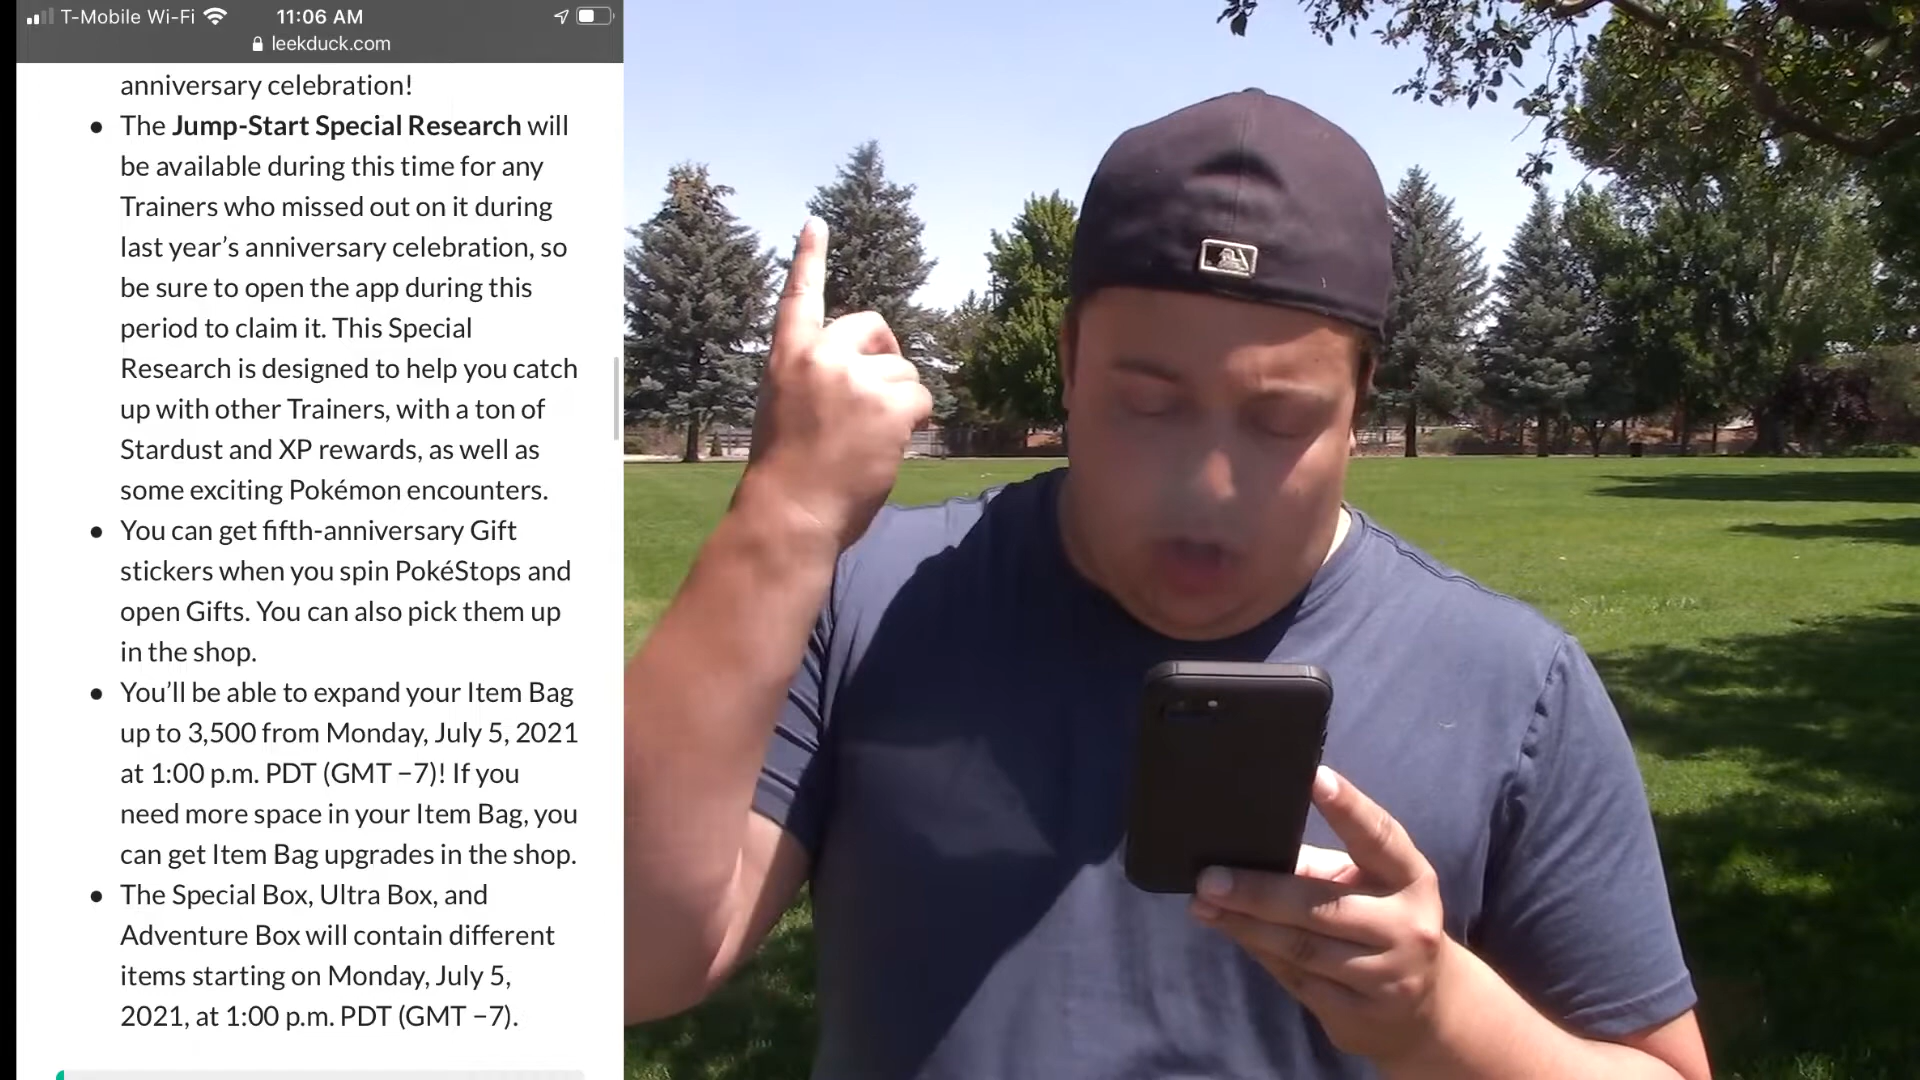 T-Mobile Wi-Fi 11:06 AM
leekduck.com
anniversary celebration!
• The Jump-Start Special Research will
be available during this time for any
Trainers who missed out on it during
last year’s anniversary celebration, so
be sure to open the app during this
period to claim it. This Special
Research is designed to help you catch
up with other Trainers, with a ton of
Stardust and XP rewards, as well as
some exciting Pokémon encounters.
• You can get fifth-anniversary Gift
stickers when you spin PokéStops and
open Gifts. You can also pick them up
in the shop.
• You’ll be able to expand your Item Bag
up to 3,500 from Monday, July 5, 2021
at 1:00 p.m. PDT (GMT −7)! If you
need more space in your Item Bag, you
can get Item Bag upgrades in the shop.
• The Special Box, Ultra Box, and
Adventure Box will contain different
items starting on Monday, July 5,
2021, at 1:00 p.m. PDT (GMT −7).